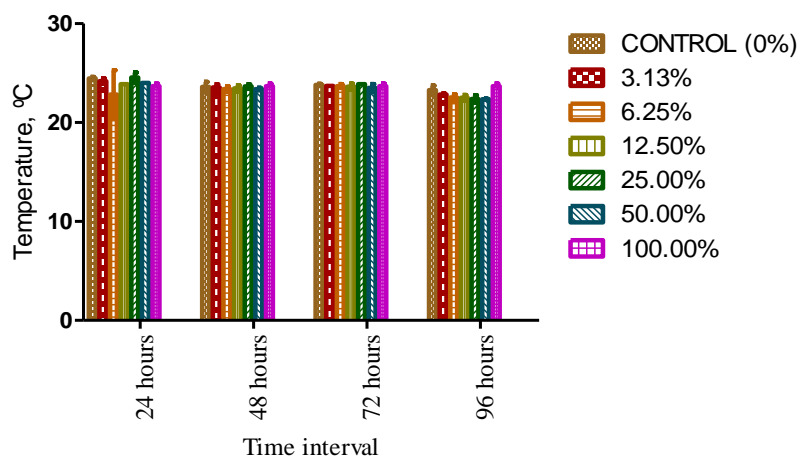 30
20
10
0
Temperature, ºC
24 hours
48 hours
72 hours
96 hours
Time interval
CONTROL (0%)
3.13%
6.25%
12.50%
25.00%
50.00%
100.00%